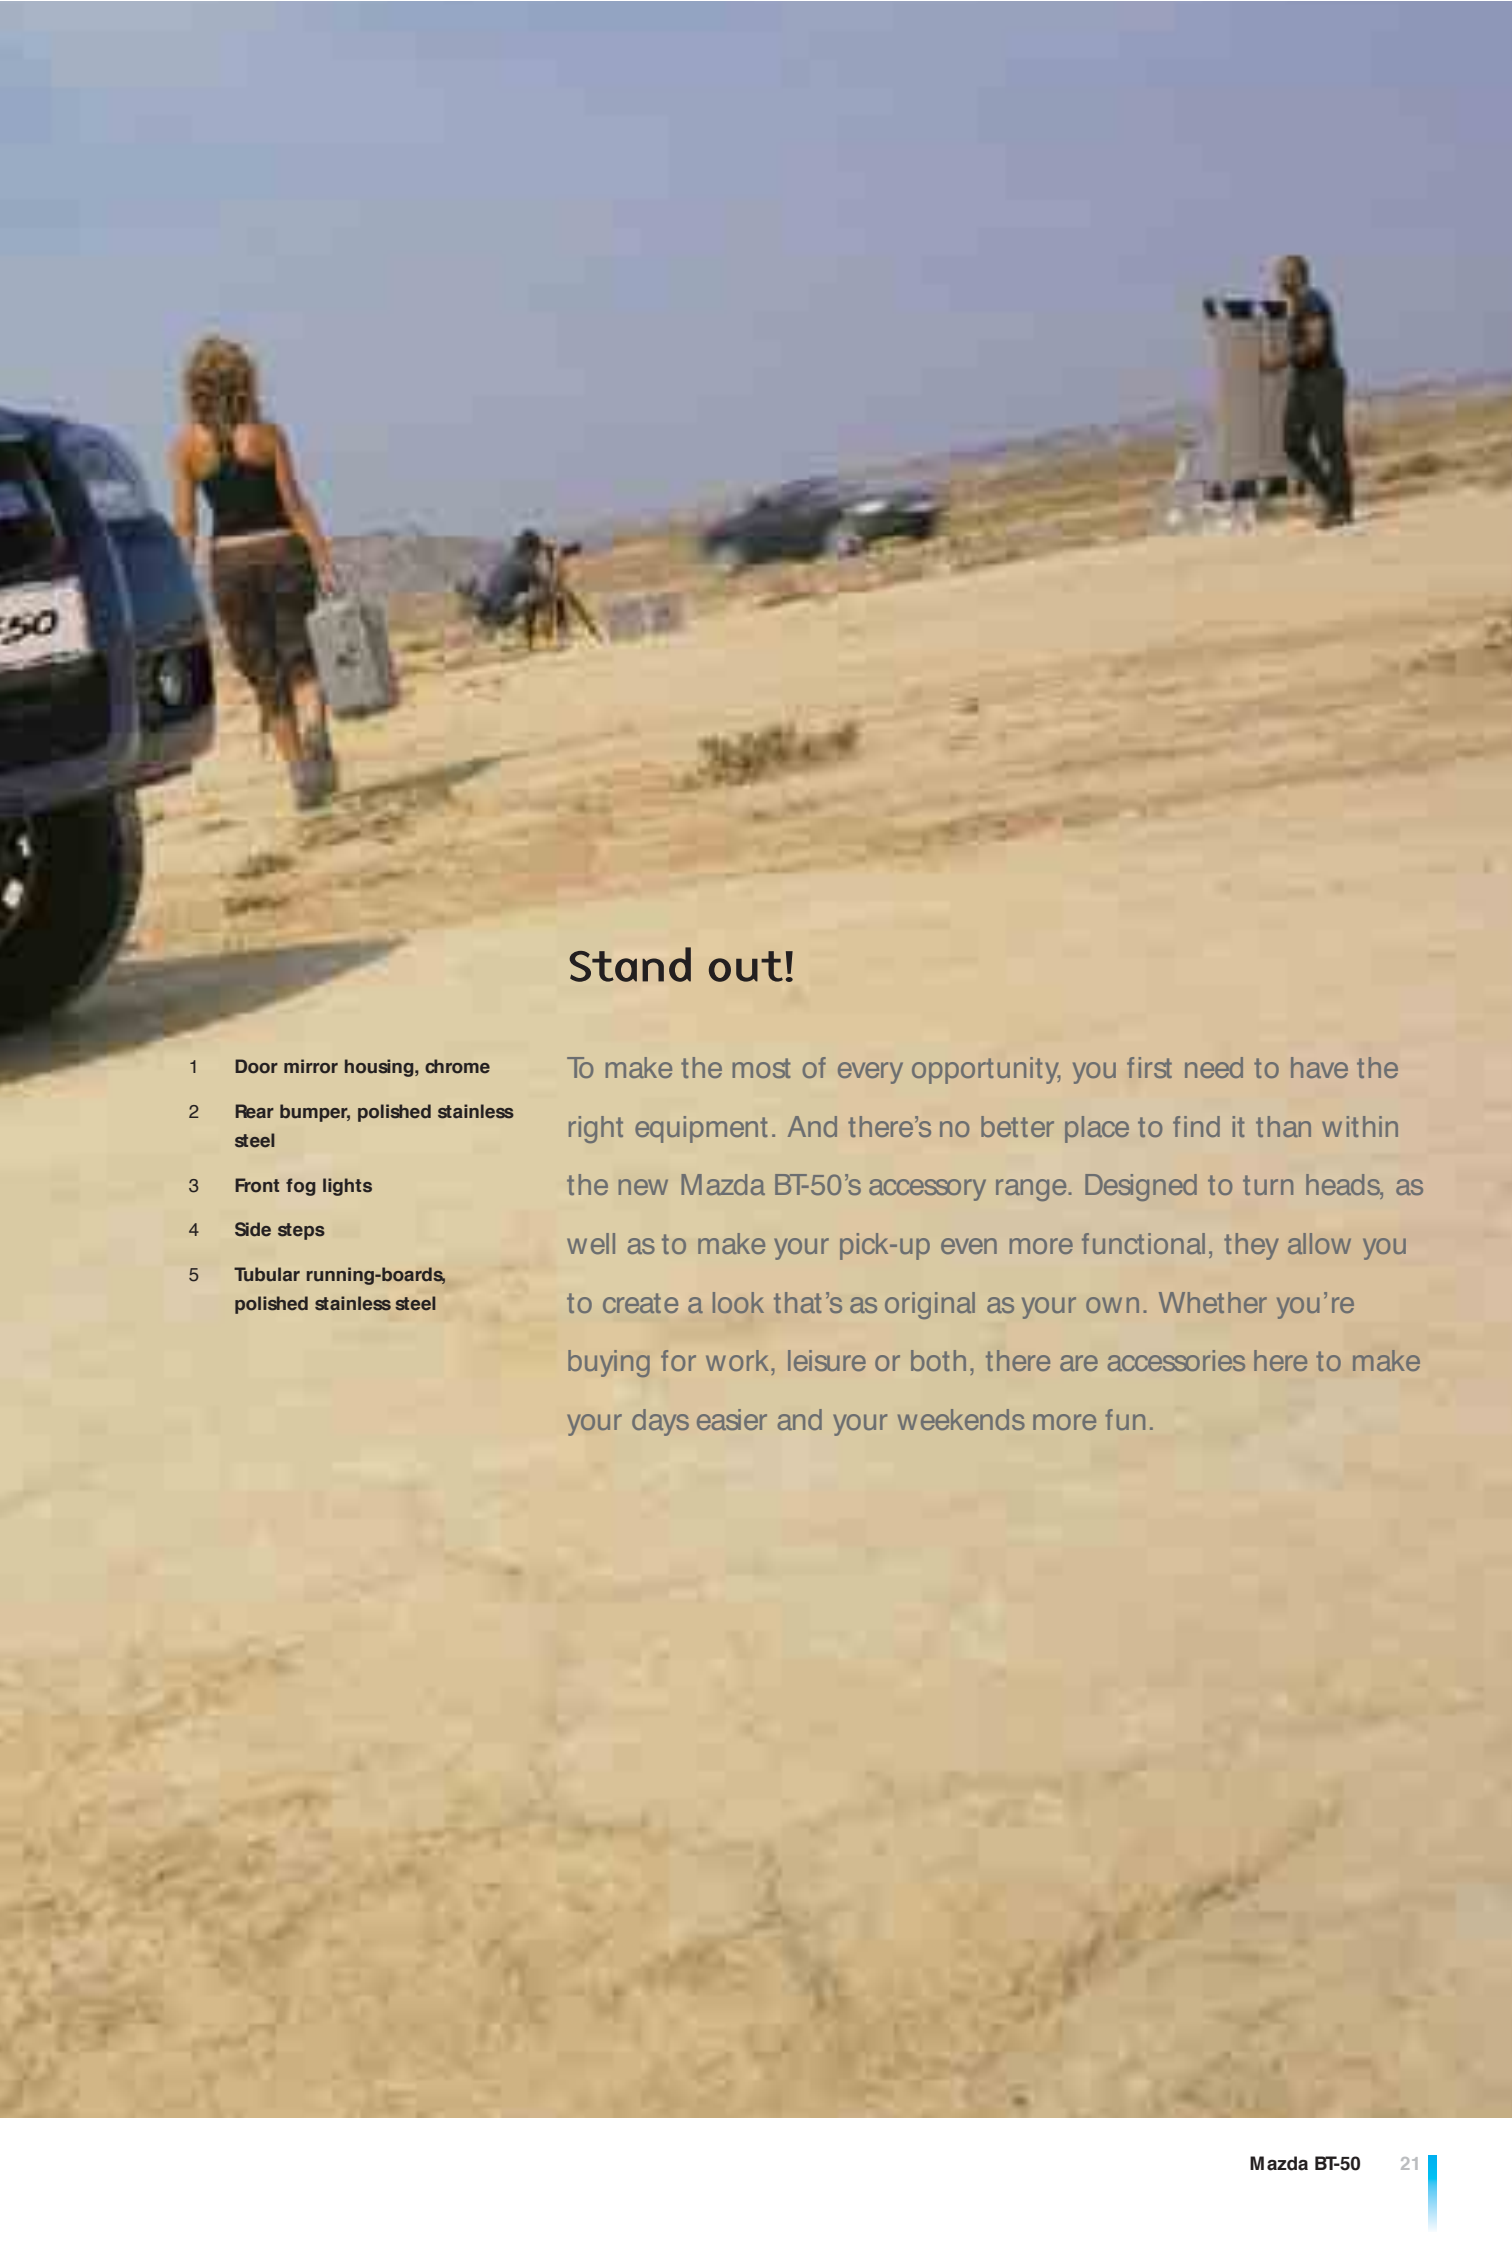 50
Stand out!
1 Door mirror housing, chrome
2 Rear bumper, polished stainless
steel
3 Front fog lights
4 Side steps
5 Tubular running-boards,
polished stainless steel
To make the most of every opportunity, you first need to have the
right equipment. And there's no better place to find it than within
the new Mazda BT-50's accessory range. Designed to turn heads, as
well as to make your pick-up even more functional, they allow you
to create a look that's as original as your own. Whether you're
buying for work, leisure or both, there are accessories here to make
your days easier and your weekends more fun.
Mazda BT-50 21